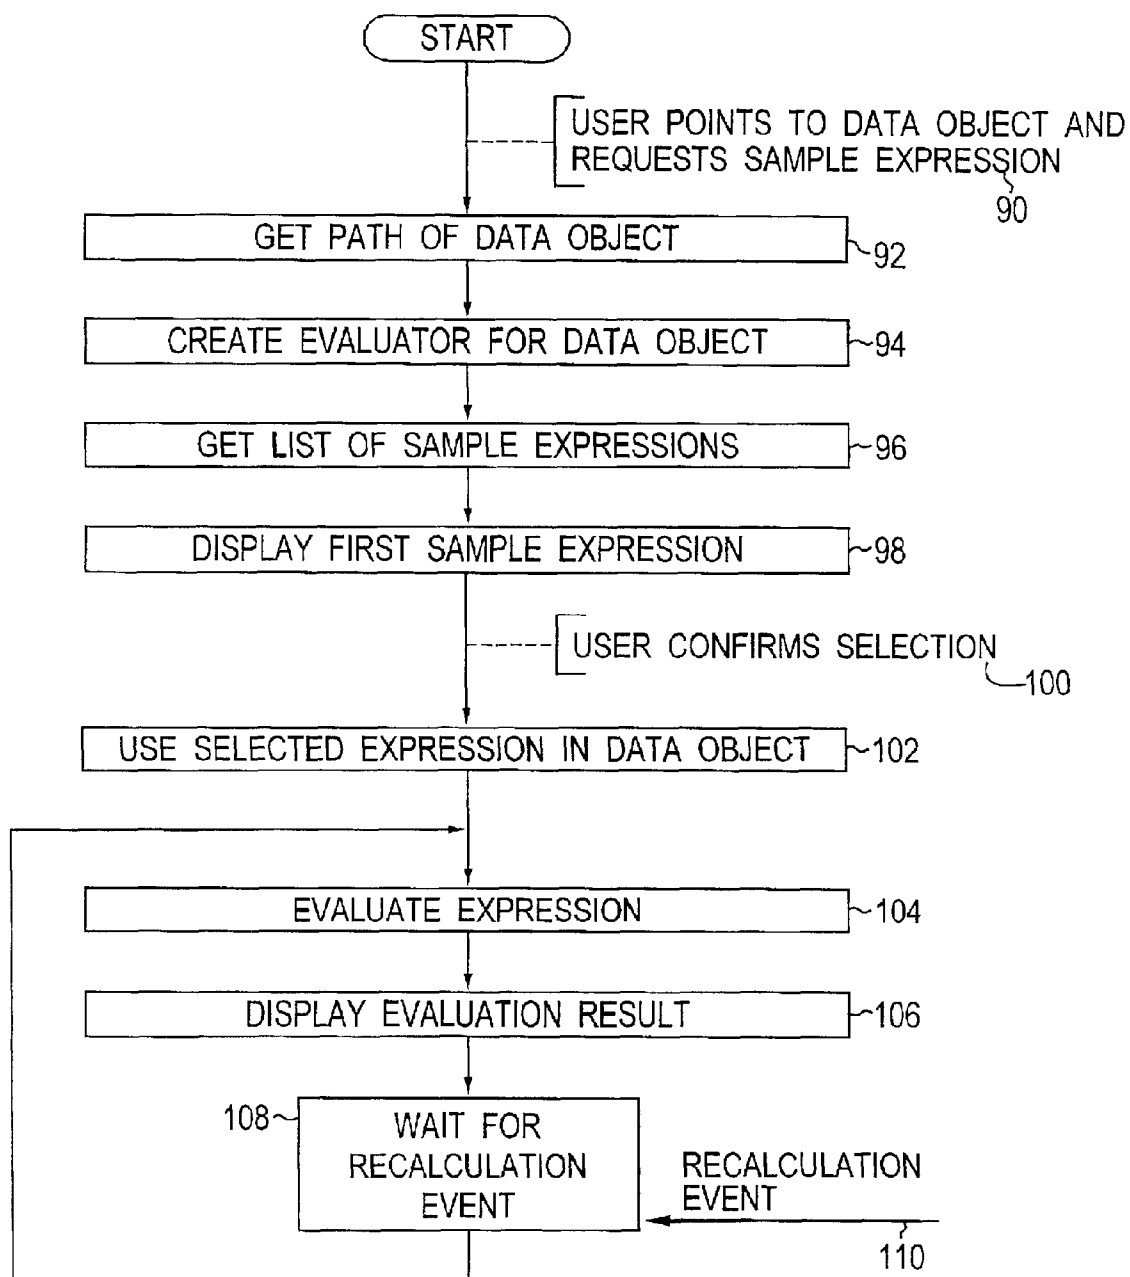 START
USER POINTS TO DATA OBJECT AND
REQUESTS SAMPLE EXPRESSION
90
GET PATH OF DATA OBJECT
92
CREATE EVALUATOR FOR DATA OBJECT
94
GET LIST OF SAMPLE EXPRESSIONS
96
DISPLAY FIRST SAMPLE EXPRESSION
98
USER CONFIRMS SELECTION
100
USE SELECTED EXPRESSION IN DATA OBJECT
102
EVALUATE EXPRESSION
104
DISPLAY EVALUATION RESULT
106
108
WAIT FOR
RECALCULATION
EVENT
RECALCULATION
EVENT
110